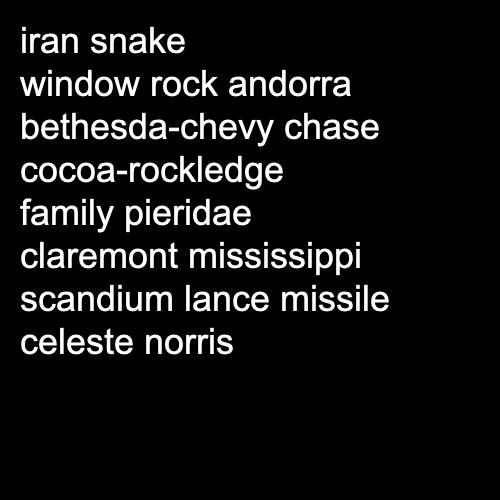 iran snake
window rock andorra
bethesda-chevy chase
cocoa-rockledge
family pieridae
claremont mississippi
scandium lance missile
celeste norris